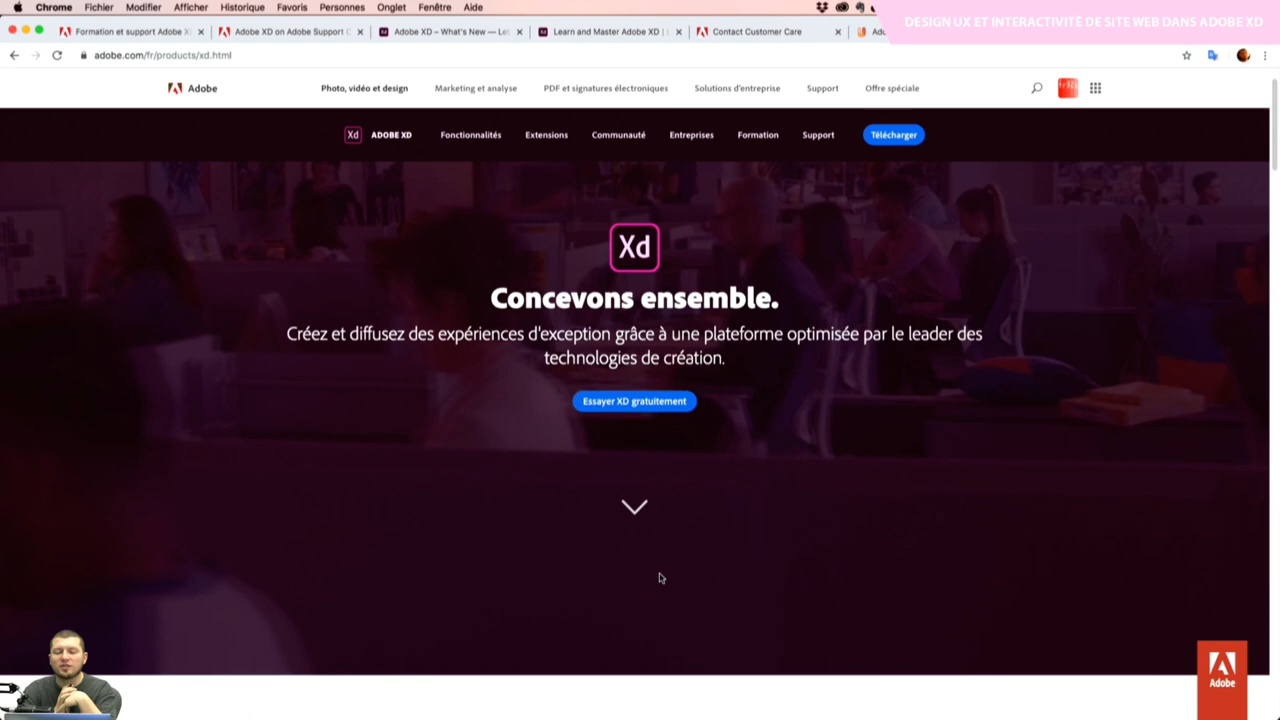 Chrome Fichier Modifier Afficher Historique Favoris Personnes Onglet Fenêtre Aide
DESIGN UX ET INTERACTIVITÉ DE SITE WEB DANS ADOBE XD
Formation et support Adobe X
Adobe XD on Adobe Support C
Adobe XD – What's New — Le
Learn and Master Adobe XD | L
Contact Customer Care
adobe.com/fr/products/xd.html
Adobe
Photo, vidéo et design
Marketing et analyse
PDF et signatures électroniques
Solutions d'entreprise
Support
Offre spéciale
Xd ADOBE XD
Fonctionnalités
Extensions
Communauté
Entreprises
Formation
Support
Télécharger
Xd
Concevons ensemble.
Créez et diffusez des expériences d'exception grâce à une plateforme optimisée par le leader des
technologies de création.
Essayer XD gratuitement
Adobe